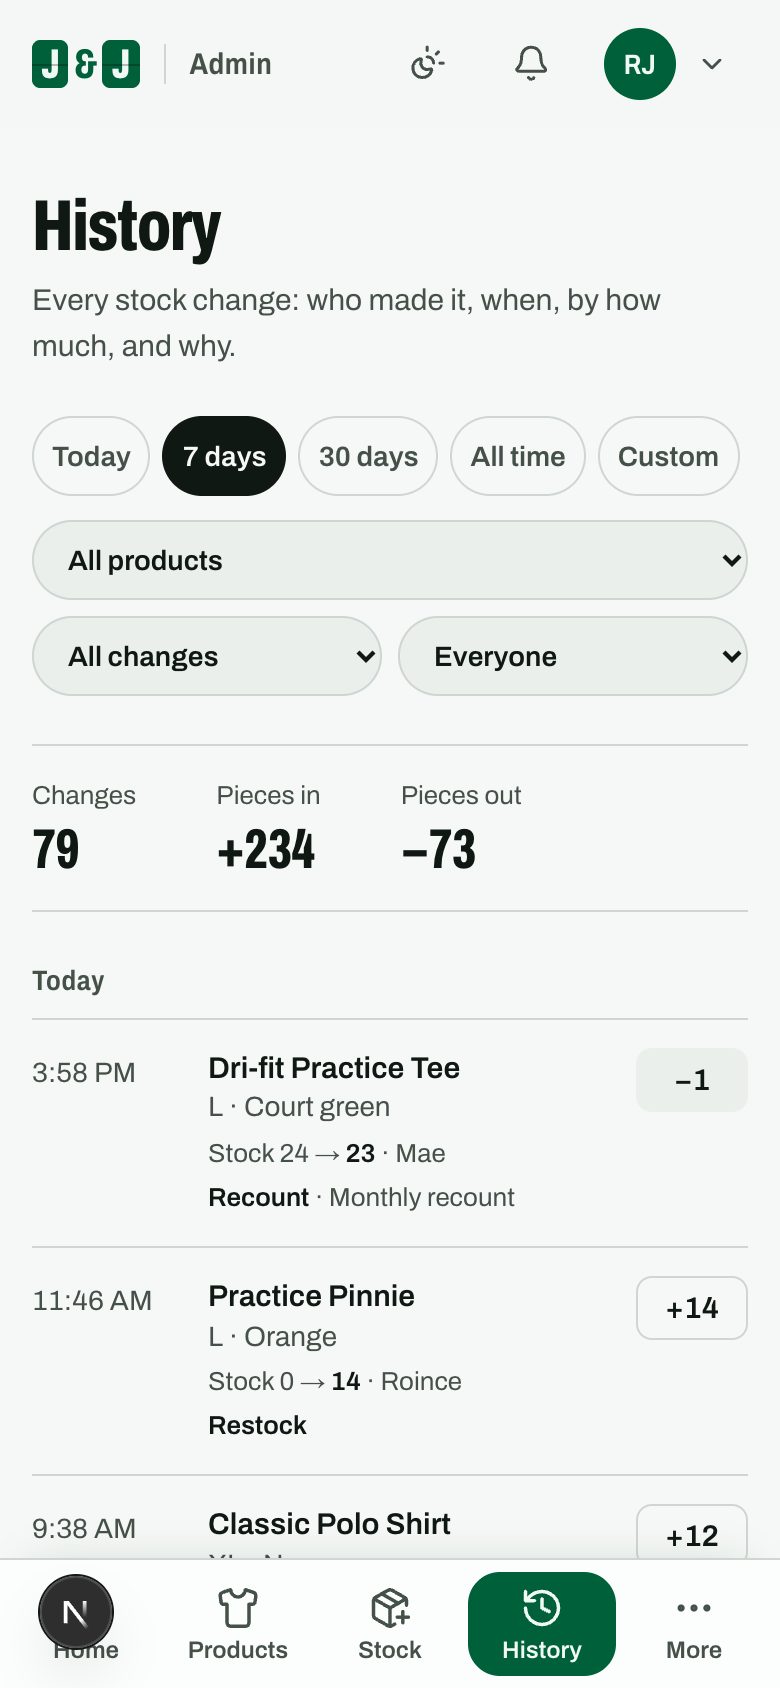 J & J Admin RJ
History
Every stock change: who made it, when, by how
much, and why.
Today 7 days 30 days All time Custom
All products
All changes Everyone
Changes Pieces in Pieces out
79 +234 −73
Today
3:58 PM Dri-fit Practice Tee −1
L · Court green
Stock 24 → 23 · Mae
Recount · Monthly recount
11:46 AM Practice Pinnie +14
L · Orange
Stock 0 → 14 · Roince
Restock
9:38 AM Classic Polo Shirt +12
N
Home Products Stock History More